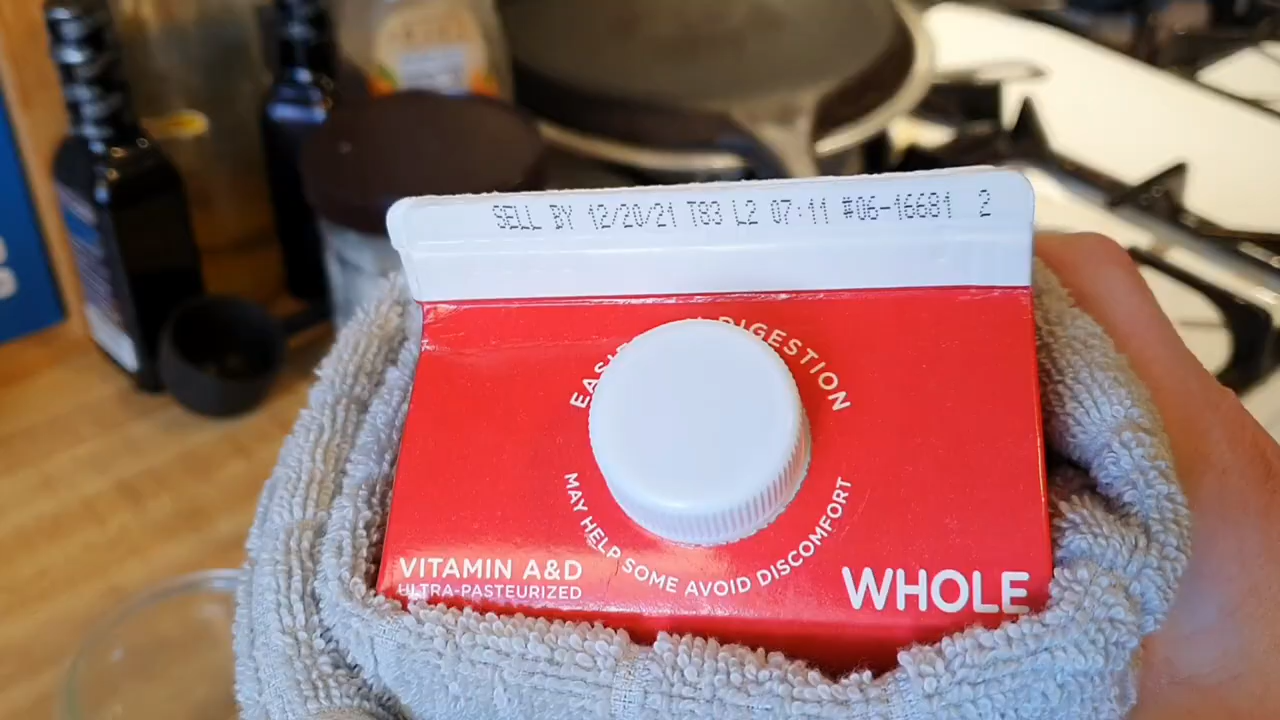 SELL BY 12/20/21 T83 L2 07:11 #06-16681 2
DIGESTION
MAY HELP SOME AVOID DISCOMFORT
VITAMIN A&D
ULTRA-PASTEURIZED
WHOLE